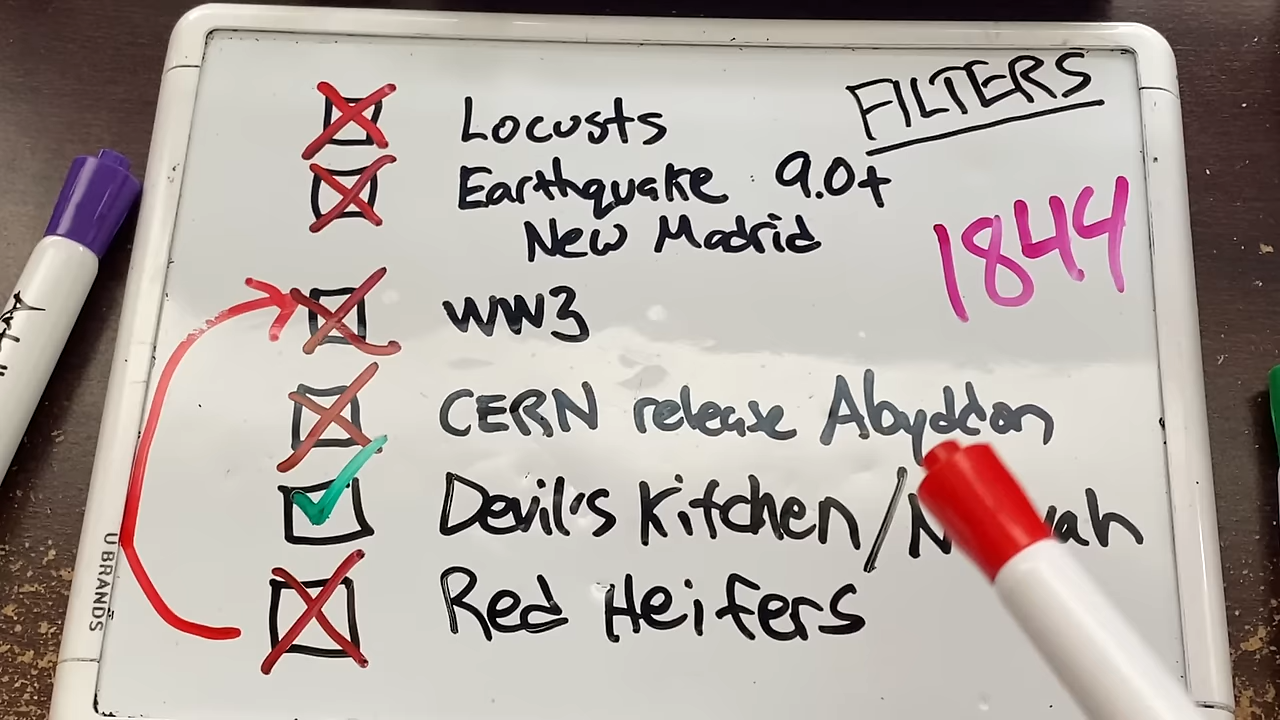 FILTERS
Locusts
Earthquake 9.0+
New Madrid
1844
WW3
CERN release Abyddon
Devil's Kitchen /
Red Heifers
U BRANDS